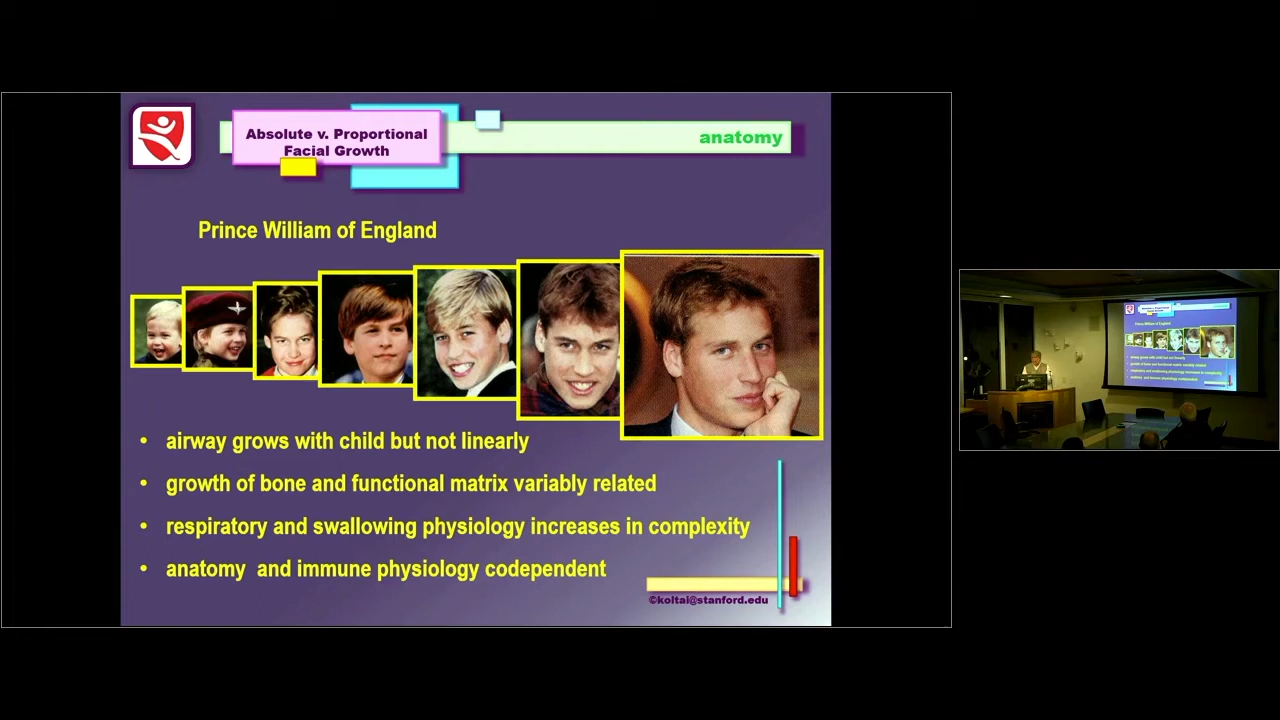 Absolute v. Proportional
Facial Growth
anatomy
Prince William of England
• airway grows with child but not linearly
• growth of bone and functional matrix variably related
• respiratory and swallowing physiology increases in complexity
• anatomy  and immune physiology codependent
©koltai@stanford.edu